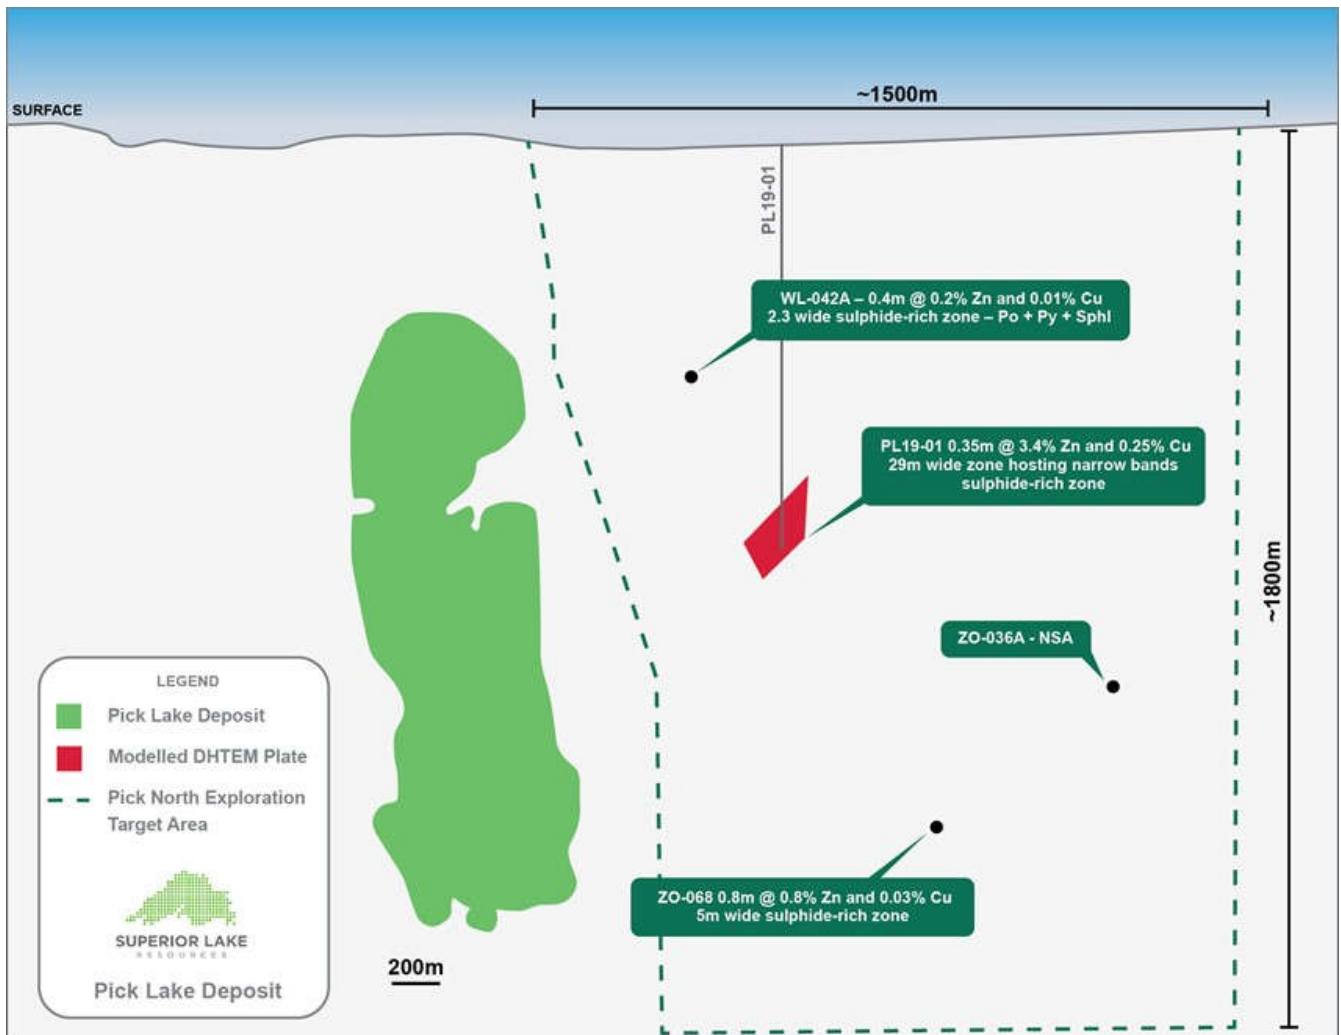 SURFACE
~1500m
PL19-01
WL-042A – 0.4m @ 0.2% Zn and 0.01% Cu
2.3 wide sulphide-rich zone – Po + Py + Sphl
PL19-01 0.35m @ 3.4% Zn and 0.25% Cu
29m wide zone hosting narrow bands
sulphide-rich zone
~1800m
ZO-036A - NSA
ZO-068 0.8m @ 0.8% Zn and 0.03% Cu
5m wide sulphide-rich zone
200m
LEGEND
Pick Lake Deposit
Modelled DHTEM Plate
Pick North Exploration
Target Area
SUPERIOR LAKE
RESOURCES
Pick Lake Deposit